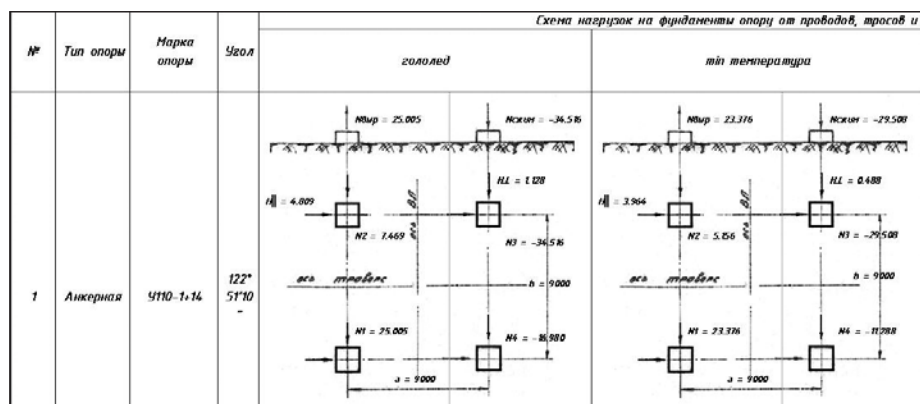 Схема нагрузок на фундаменты опору от проводов, тросов и
№ Тип опоры Марка опоры Угол гололед min температура
Nвыр = 25.005 Nсжим = -34.516 Nвыр = 23.376 Nсжим = -29.508
H⊥ = 1.128 H⊥ = 0.488
H|| = 4.809 H|| = 3.964
ось ВЛ ось ВЛ
N2 = 7.469 N3 = -34.516 N2 = 5.156 N3 = -29.508
ось траверс h = 9000 ось траверс h = 9000
1 Анкерная У110-1+14 122° 51'10
N1 = 25.005 N4 = -16.980 N1 = 23.376 N4 = -11.288
а = 9000 а = 9000